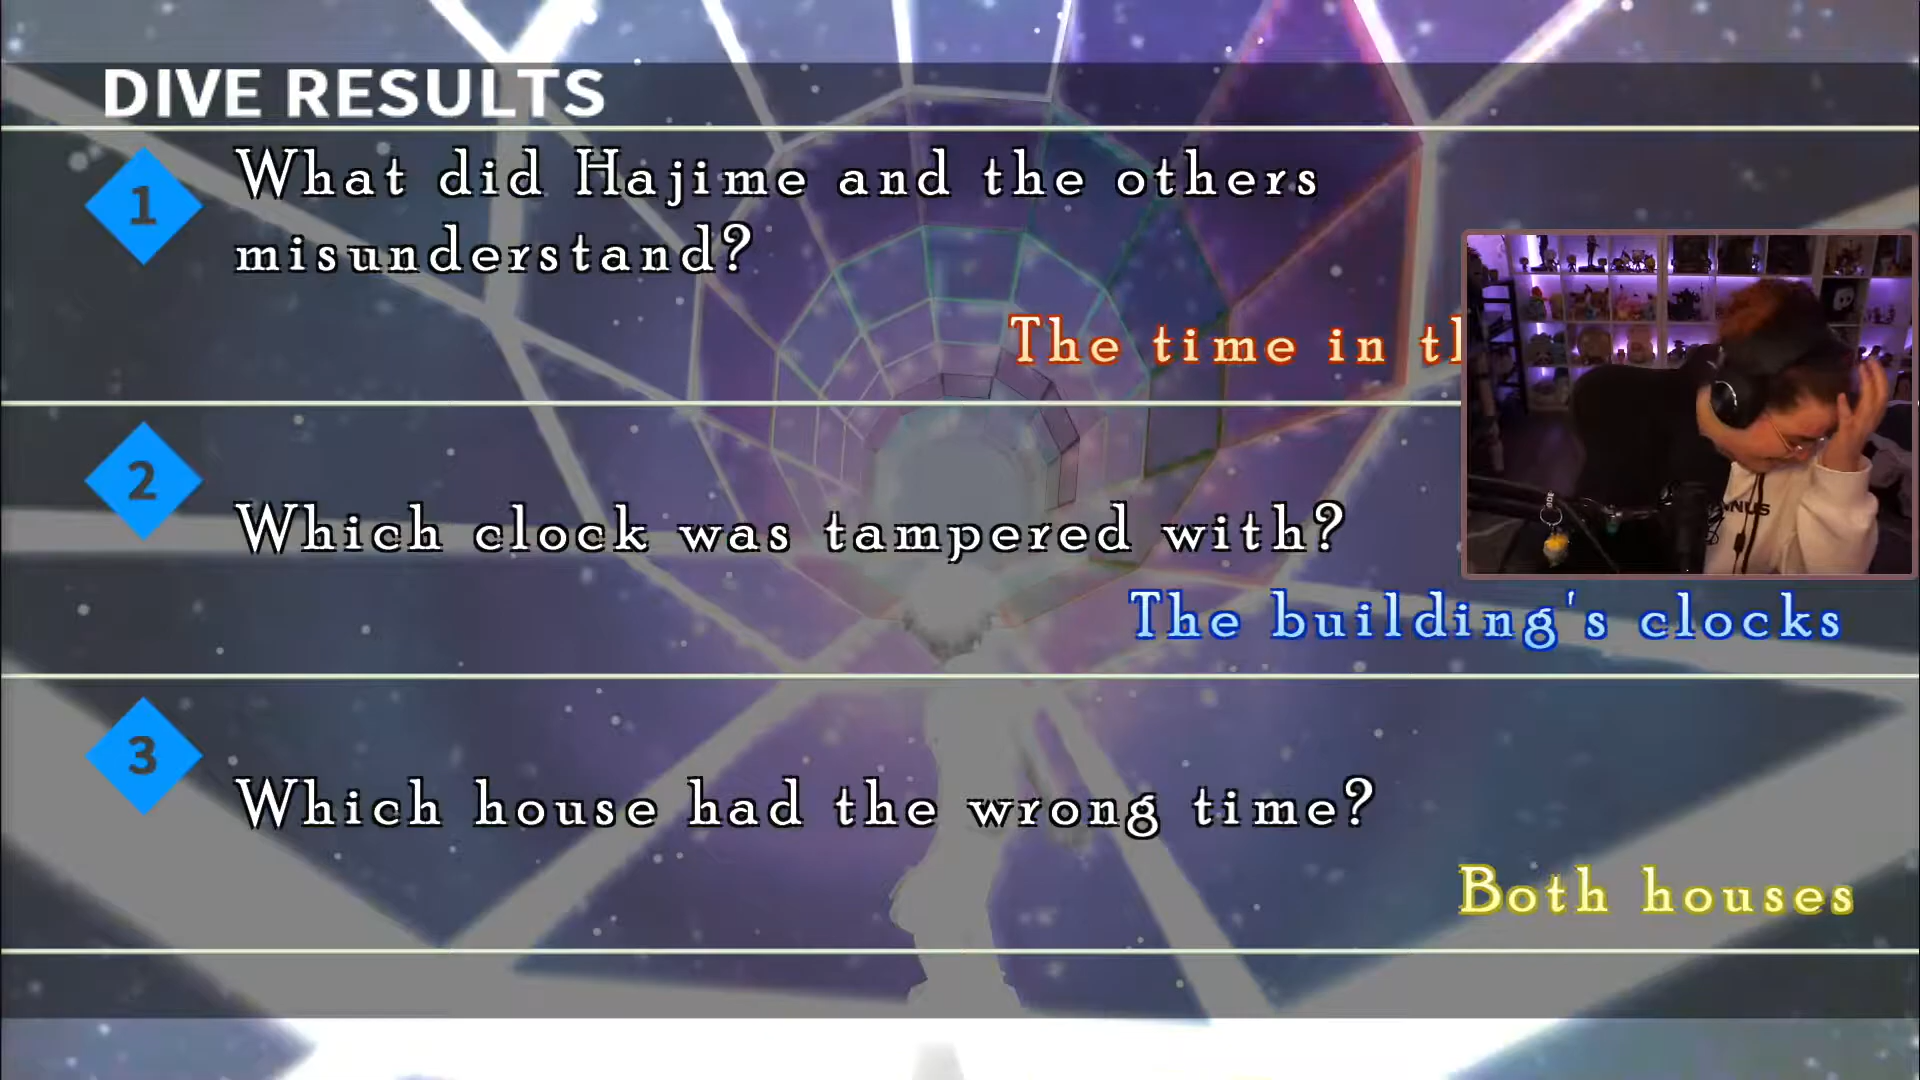 DIVE RESULTS
1
What did Hajime and the others
misunderstand?
The time in
2
Which clock was tampered with?
The building's clocks
3
Which house had the wrong time?
Both houses